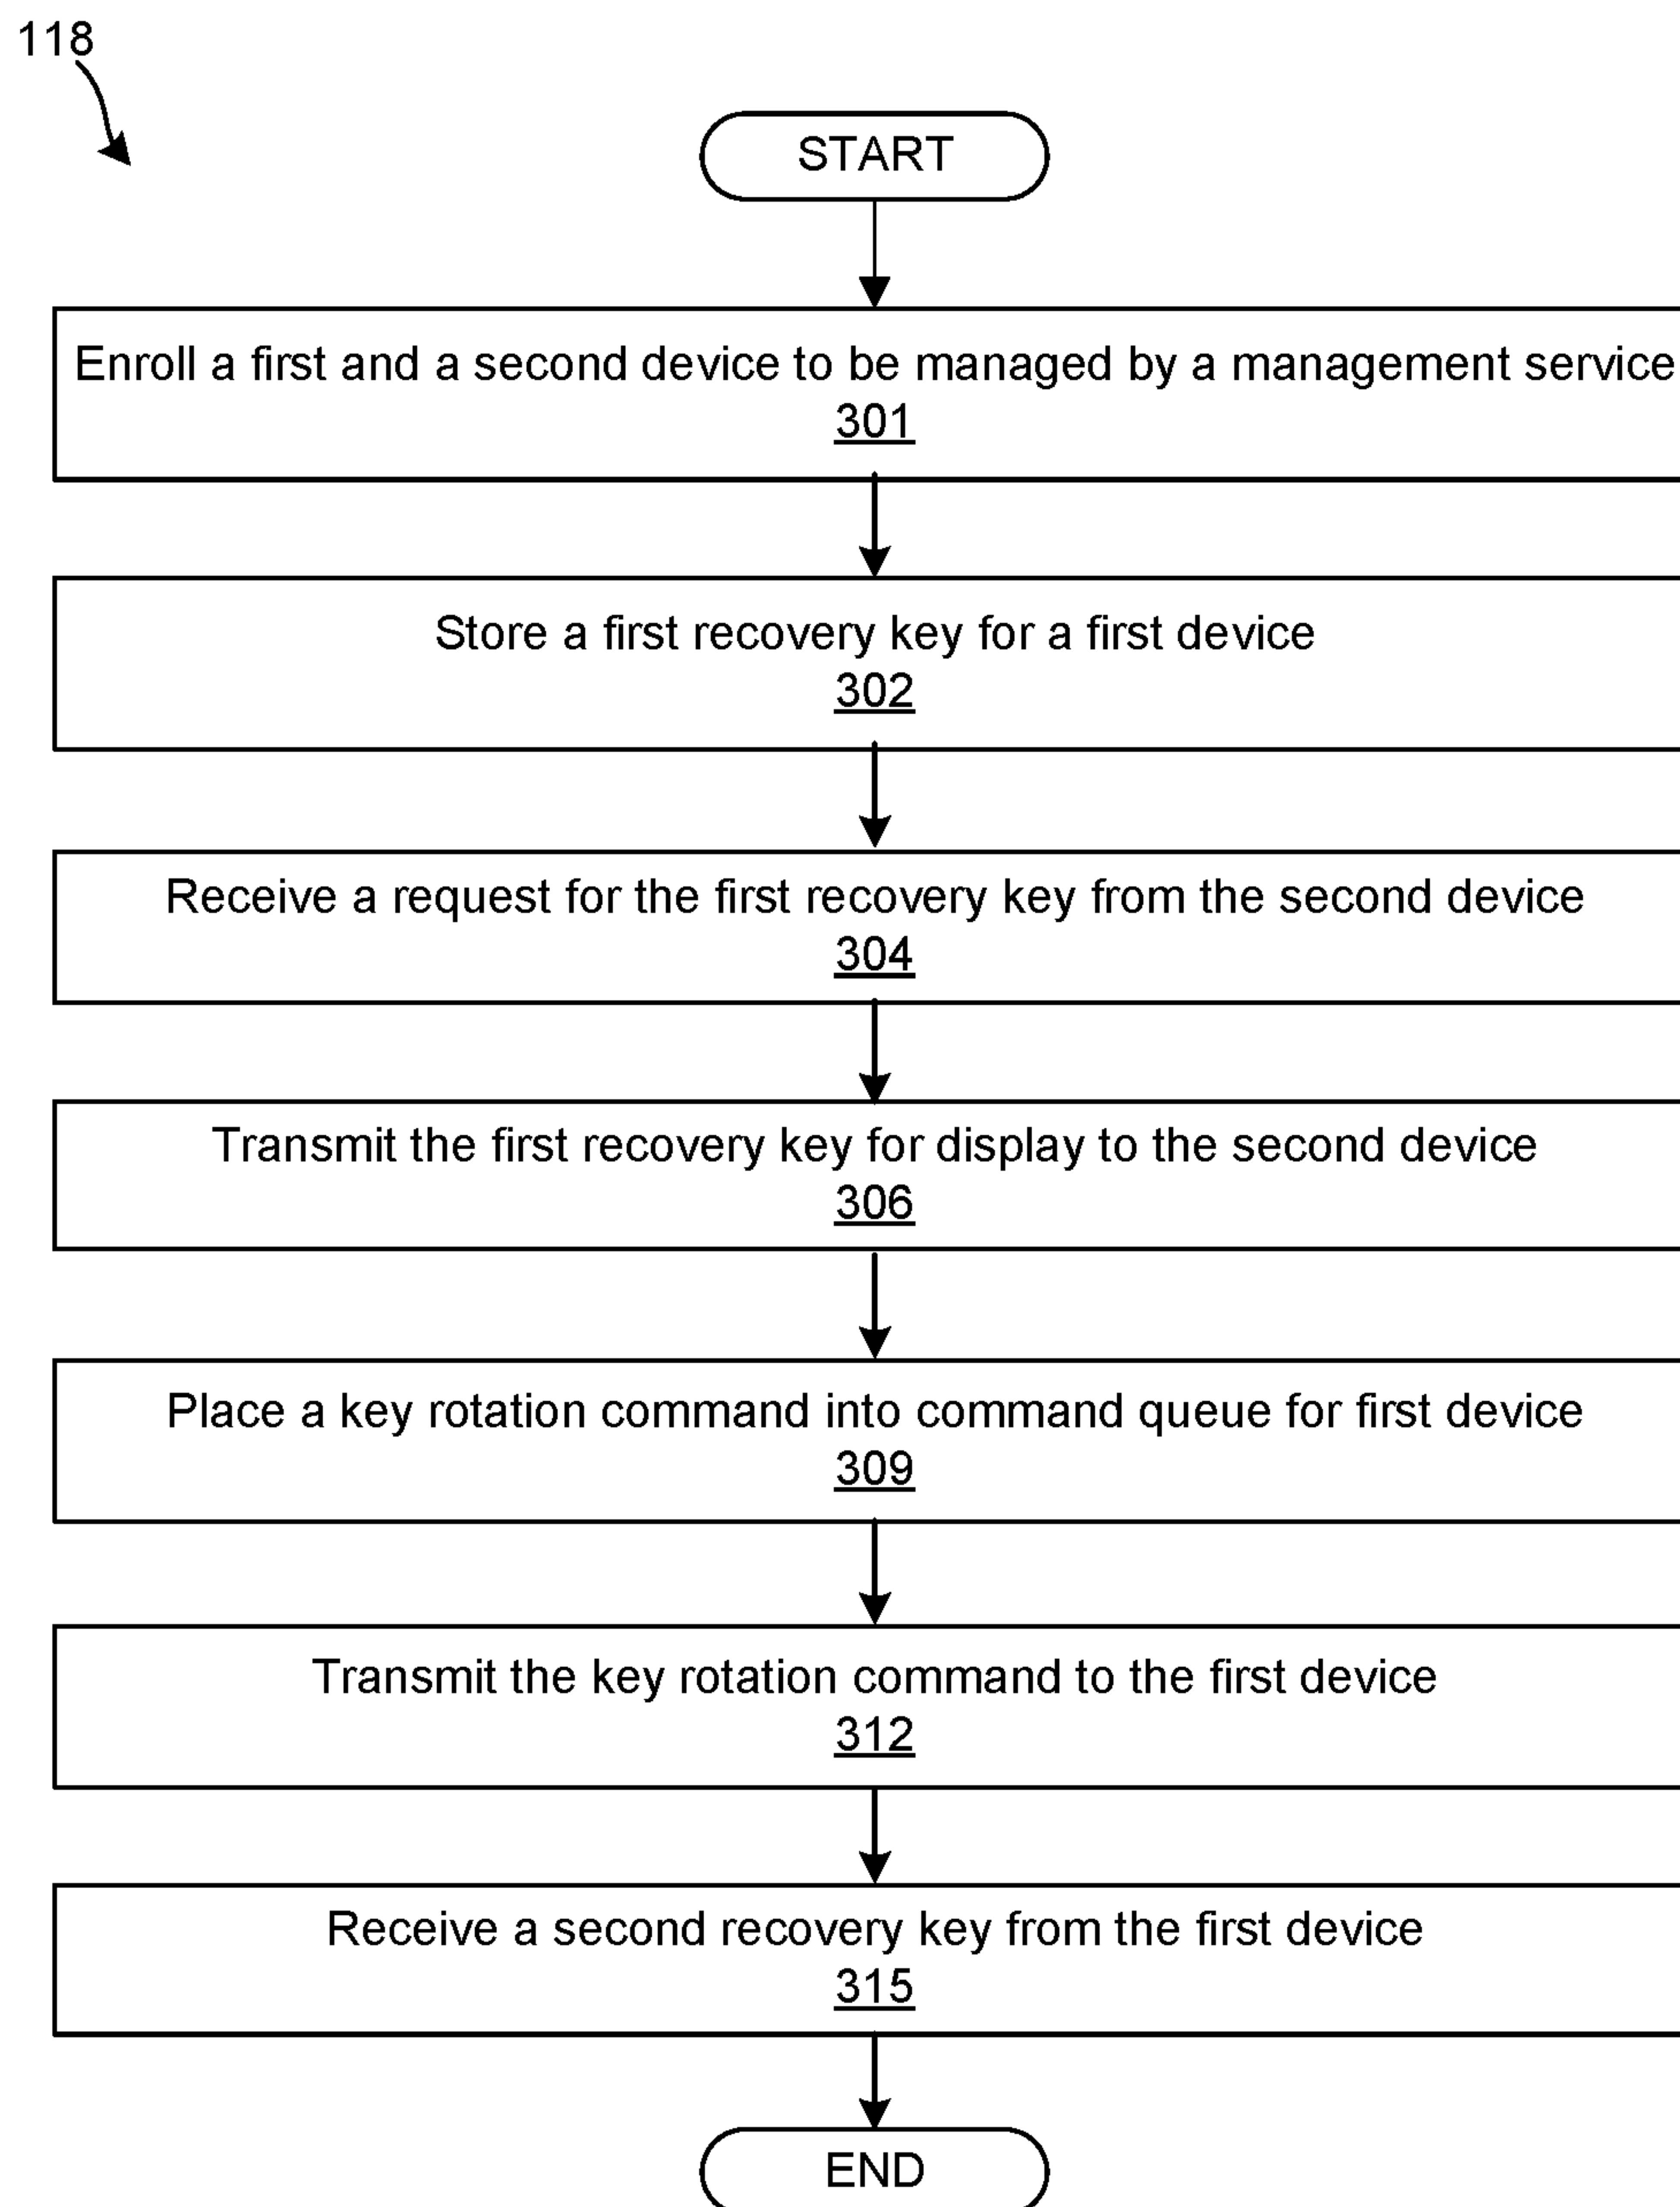 118
START
Enroll a first and a second device to be managed by a management service
301
Store a first recovery key for a first device
302
Receive a request for the first recovery key from the second device
304
Transmit the first recovery key for display to the second device
306
Place a key rotation command into command queue for first device
309
Transmit the key rotation command to the first device
312
Receive a second recovery key from the first device
315
END